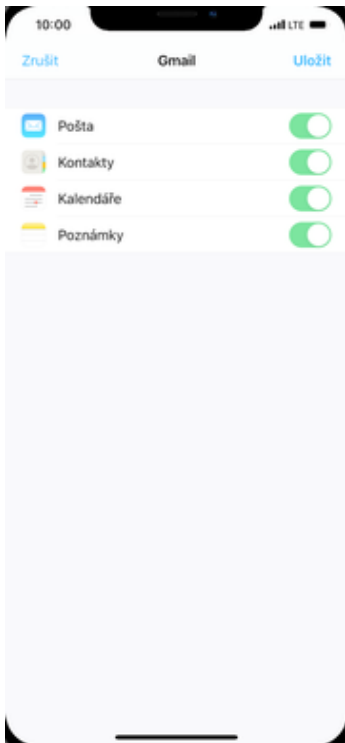 10:00 LTE
Zrušit Gmail Uložit
Pošta
Kontakty
Kalendáře
Poznámky